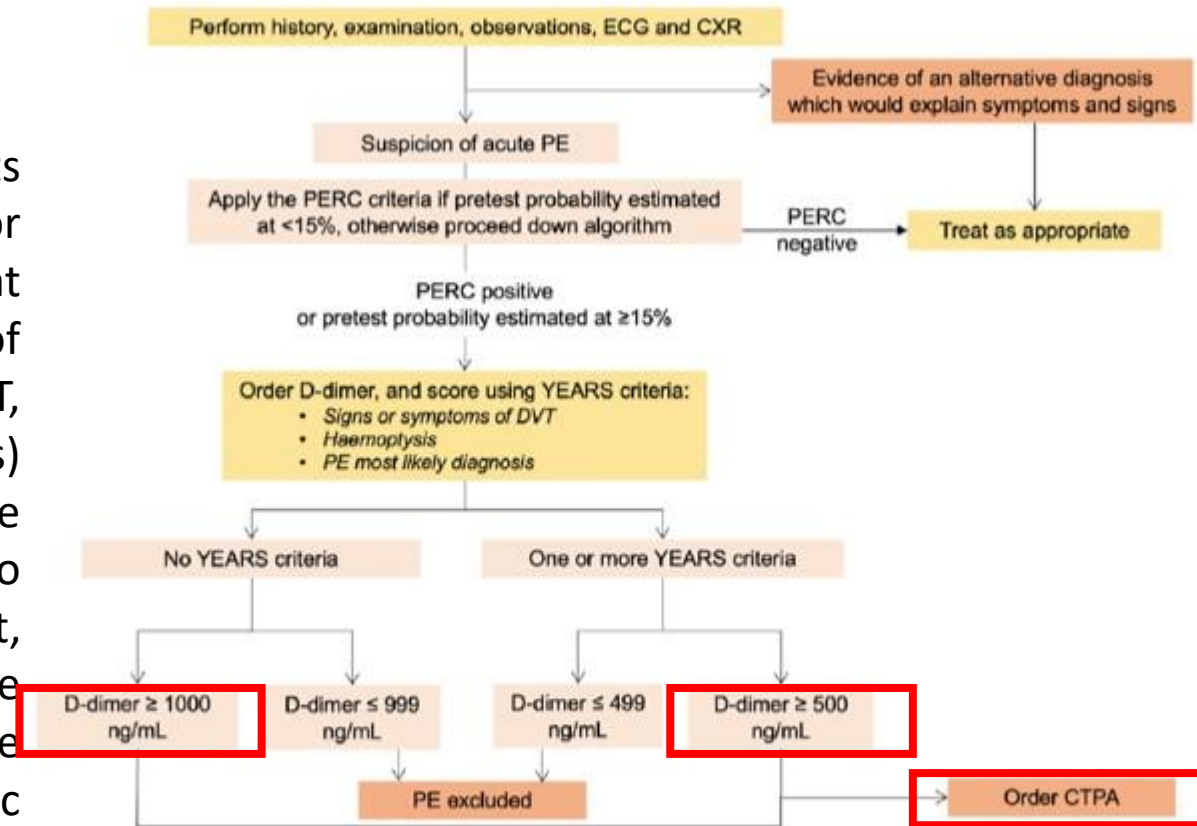 Perform history, examination, observations, ECG and CXR
Evidence of an alternative diagnosis
which would explain symptoms and signs
Suspicion of acute PE
Apply the PERC criteria if pretest probability estimated
at <15%, otherwise proceed down algorithm
PERC
negative
Treat as appropriate
PERC positive
or pretest probability estimated at ≥15%
Order D-dimer, and score using YEARS criteria:
• Signs or symptoms of DVT
• Haemoptysis
• PE most likely diagnosis
No YEARS criteria
One or more YEARS criteria
D-dimer ≥ 1000
ng/mL
D-dimer ≤ 999
ng/mL
D-dimer ≤ 499
ng/mL
D-dimer ≥ 500
ng/mL
PE excluded
Order CTPA